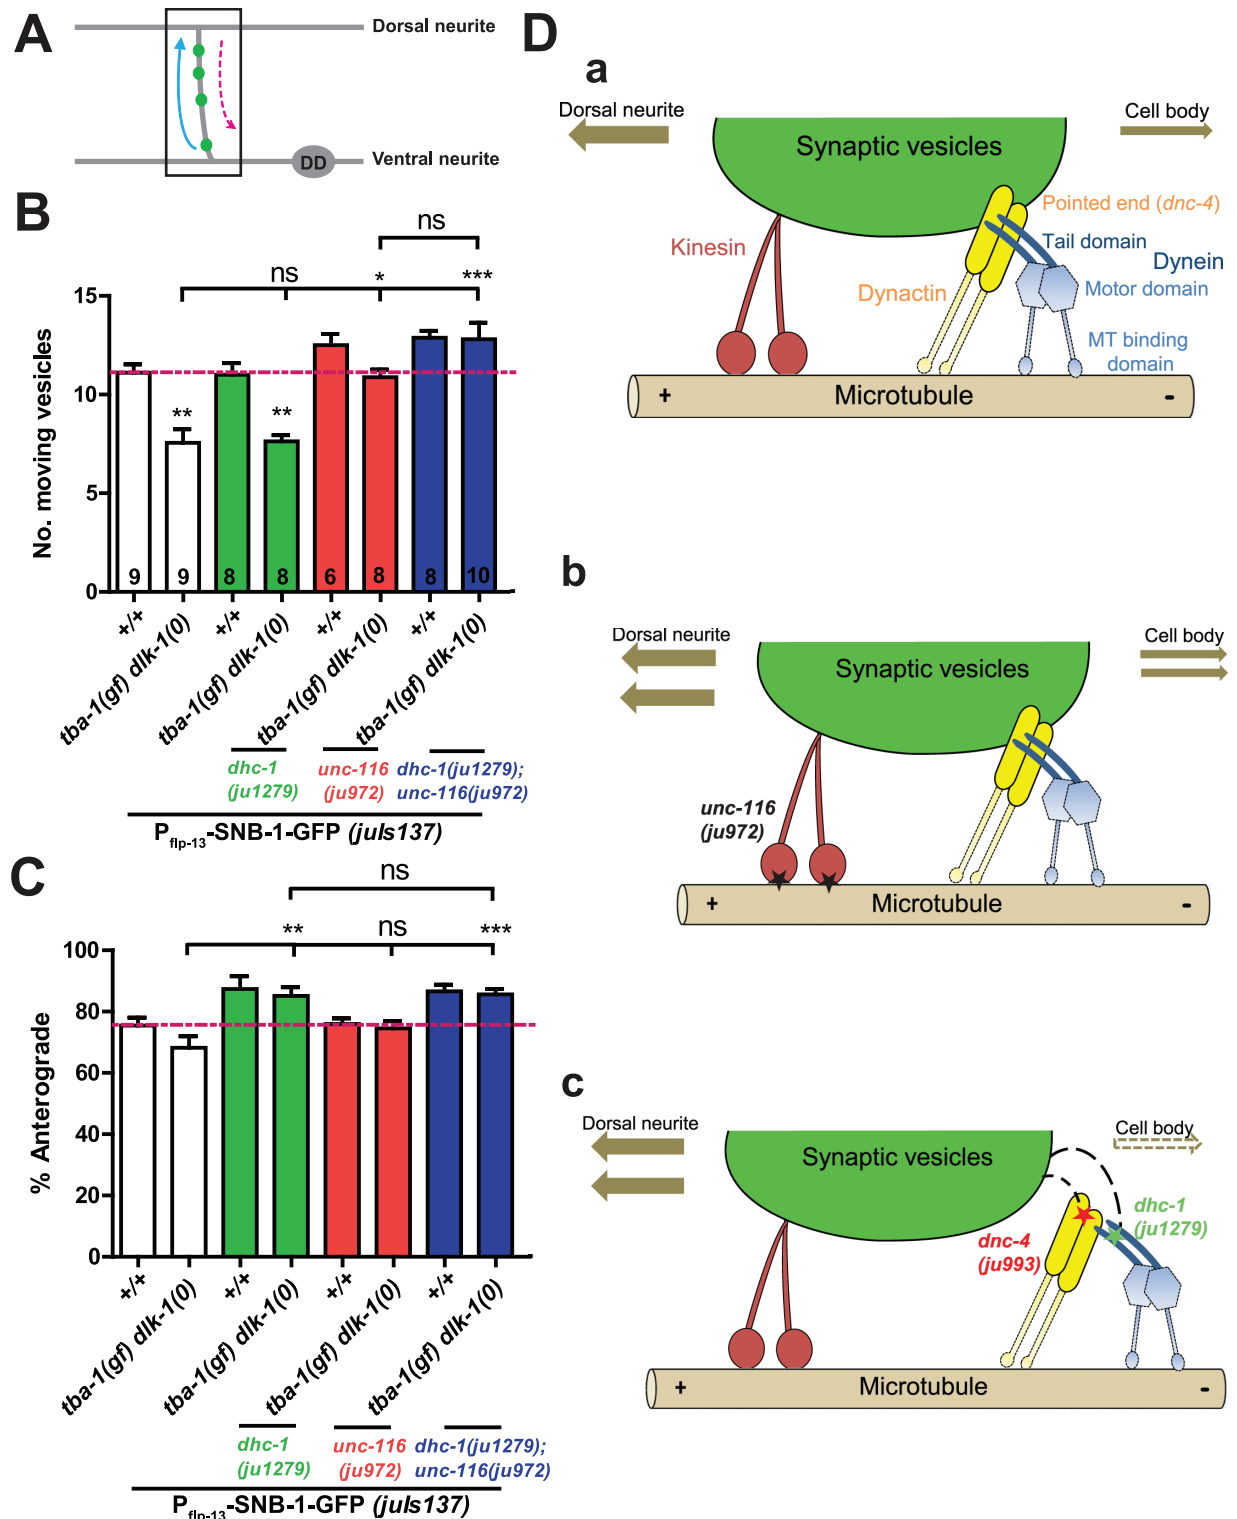 A
Dorsal neurite
Ventral neurite
DD
B
No. moving vesicles
15
10
5
0
ns
ns
*
***
**
**
9
9
8
8
6
8
8
10
+/+
tba-1(gf) dlk-1(0)
+/+
tba-1(gf) dlk-1(0)
+/+
tba-1(gf) dlk-1(0)
+/+
tba-1(gf) dlk-1(0)
dhc-1
(ju1279)
unc-116
(ju972)
dhc-1(ju1279);
unc-116(ju972)
Pflp-13-SNB-1-GFP (juIs137)
C
% Anterograde
100
80
60
40
20
0
ns
**
ns
***
+/+
tba-1(gf) dlk-1(0)
+/+
tba-1(gf) dlk-1(0)
+/+
tba-1(gf) dlk-1(0)
+/+
tba-1(gf) dlk-1(0)
dhc-1
(ju1279)
unc-116
(ju972)
dhc-1(ju1279);
unc-116(ju972)
Pflp-13-SNB-1-GFP (juIs137)
D
a
Dorsal neurite
Cell body
Synaptic vesicles
Pointed end (dnc-4)
Tail domain
Dynein
Kinesin
Dynactin
Motor domain
MT binding
domain
+
Microtubule
-
b
Dorsal neurite
Cell body
Synaptic vesicles
unc-116
(ju972)
+
Microtubule
-
c
Dorsal neurite
Cell body
Synaptic vesicles
dhc-1
(ju1279)
dnc-4
(ju993)
+
Microtubule
-